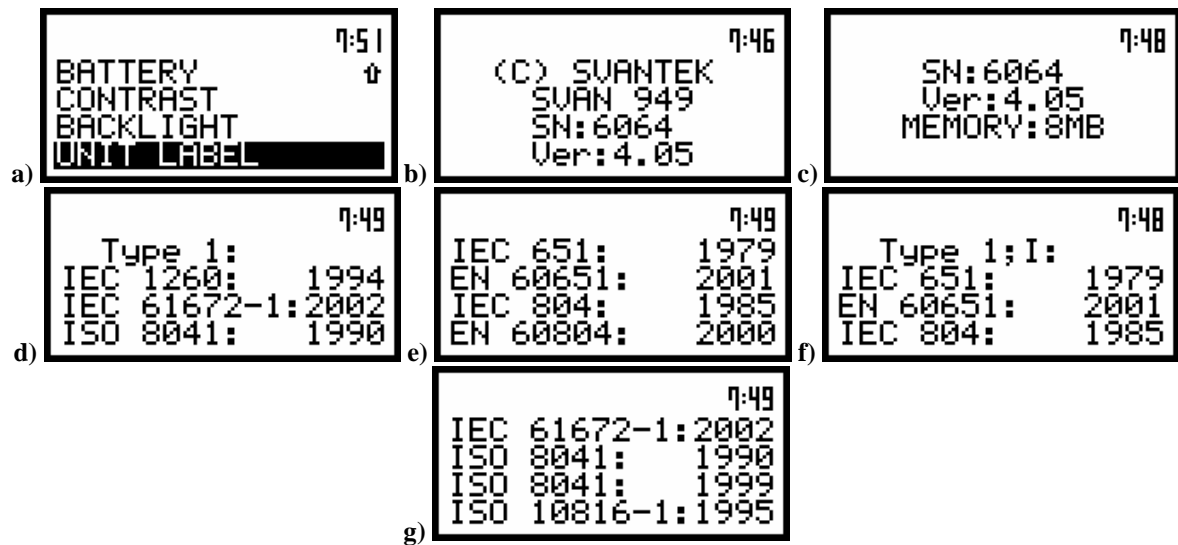 7:51
BATTERY
CONTRAST
BACKLIGHT
UNIT LABEL
a)
7:46
(C) SVANTEK
SVAN 949
SN:6064
Ver:4.05
b)
7:48
SN:6064
Ver:4.05
MEMORY:8MB
c)
7:49
Type 1:
IEC 1260: 1994
IEC 61672-1:2002
ISO 8041: 1990
d)
7:49
IEC 651: 1979
EN 60651: 2001
IEC 804: 1985
EN 60804: 2000
e)
7:48
Type 1;I:
IEC 651: 1979
EN 60651: 2001
IEC 804: 1985
f)
7:49
IEC 61672-1:2002
ISO 8041: 1990
ISO 8041: 1999
ISO 10816-1:1995
g)